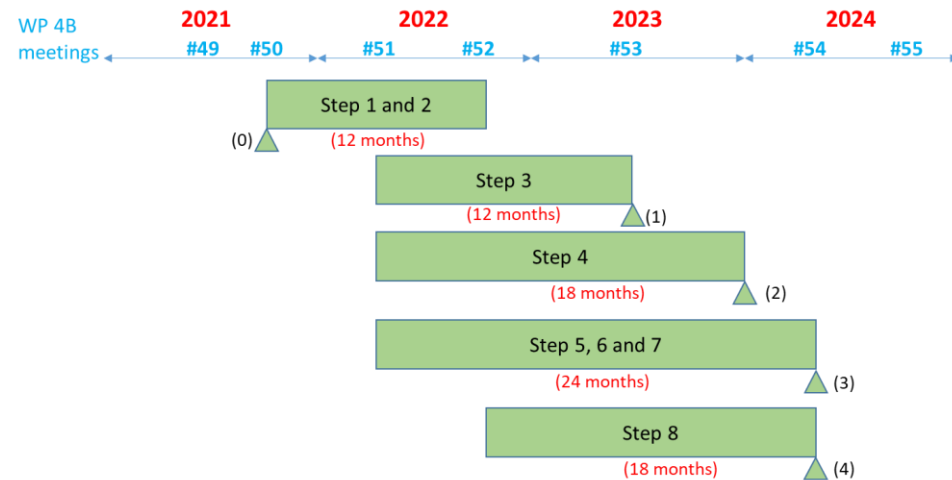 2021 2022 2023 2024
WP 4B
meetings
#49 #50 #51 #52 #53 #54 #55
Step 1 and 2
(0)
(12 months)
Step 3
(12 months)
(1)
Step 4
(18 months)
(2)
Step 5, 6 and 7
(24 months)
(3)
Step 8
(18 months)
(4)